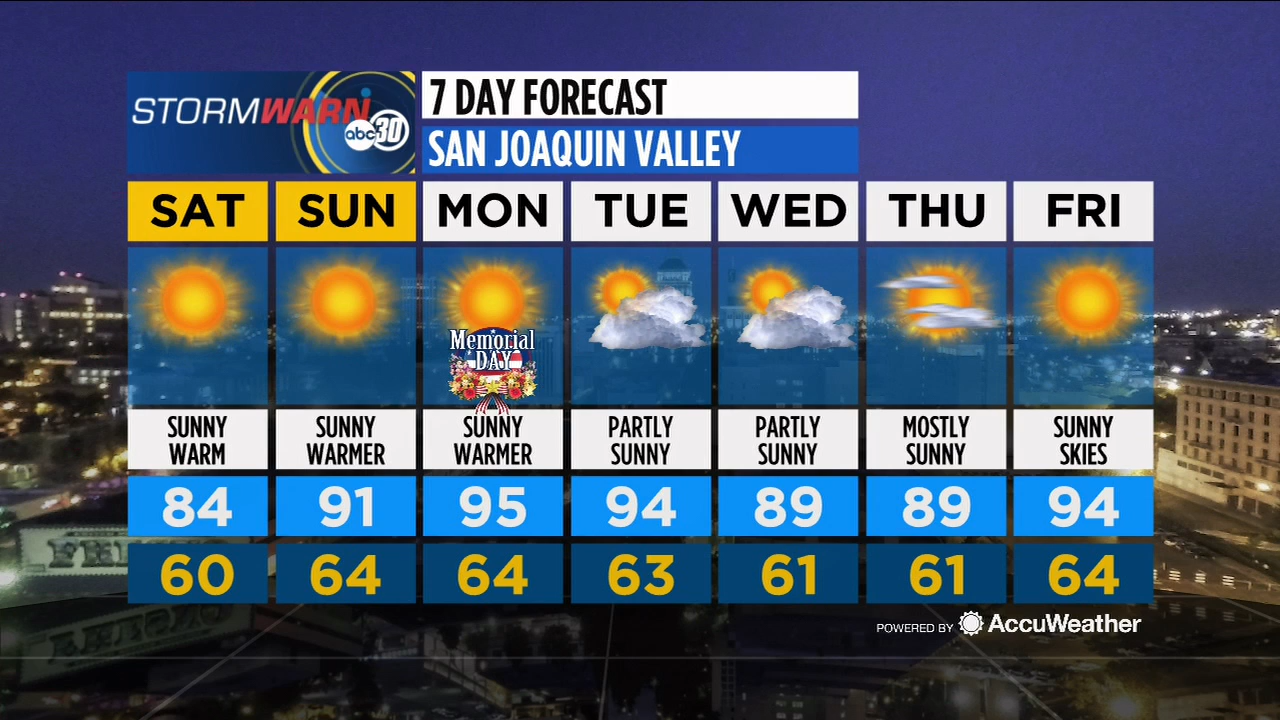 STORMWARN
abc30
7 DAY FORECAST
SAN JOAQUIN VALLEY
SAT SUN MON TUE WED THU FRI
Memorial
DAY
SUNNY SUNNY SUNNY PARTLY PARTLY MOSTLY SUNNY
WARM WARMER WARMER SUNNY SUNNY SUNNY SKIES
84 91 95 94 89 89 94
60 64 64 63 61 61 64
POWERED BY AccuWeather